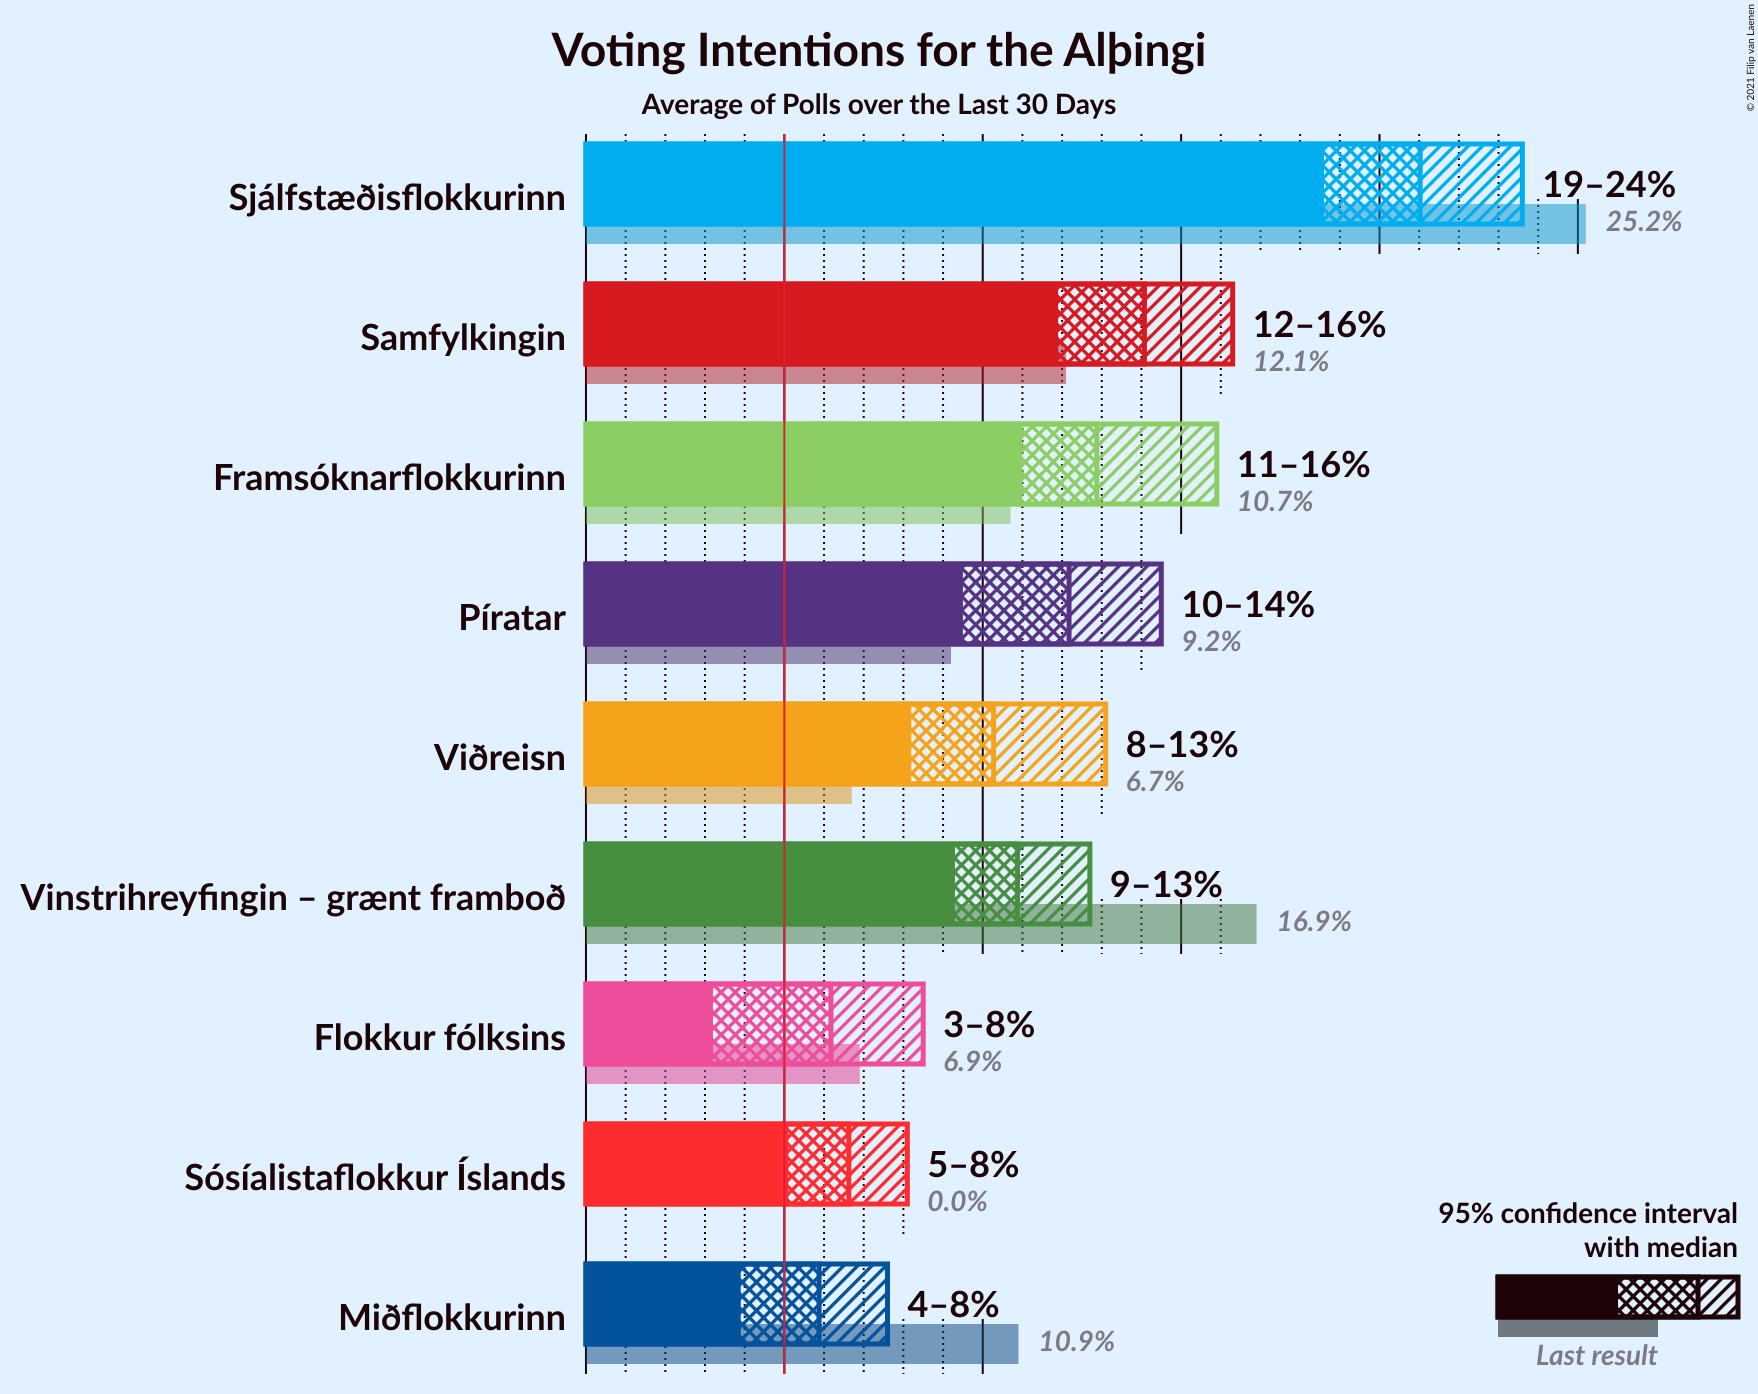 Voting Intentions for the Alþingi
Average of Polls over the Last 30 Days
© 2021 Filip van Laenen
Sjálfstæðisflokkurinn
19–24%
25.2%
Samfylkingin
12–16%
12.1%
Framsóknarflokkurinn
11–16%
10.7%
Píratar
10–14%
9.2%
Viðreisn
8–13%
6.7%
Vinstrihreyfingin – grænt framboð
9–13%
16.9%
Flokkur fólksins
3–8%
6.9%
Sósíalistaflokkur Íslands
5–8%
0.0%
Miðflokkurinn
4–8%
10.9%
95% confidence interval
with median
Last result